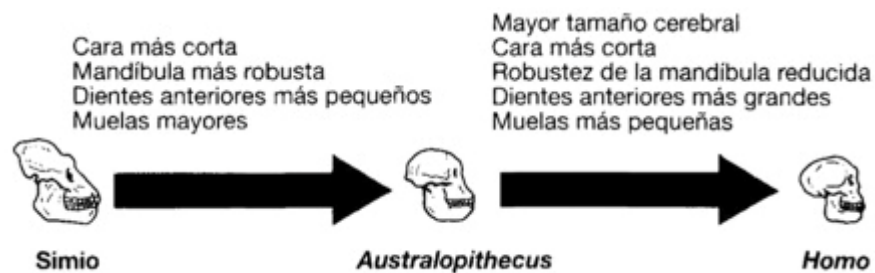 Cara más corta
Mandíbula más robusta
Dientes anteriores más pequeños
Muelas mayores
Mayor tamaño cerebral
Cara más corta
Robustez de la mandíbula reducida
Dientes anteriores más grandes
Muelas más pequeñas
Simio
Australopithecus
Homo